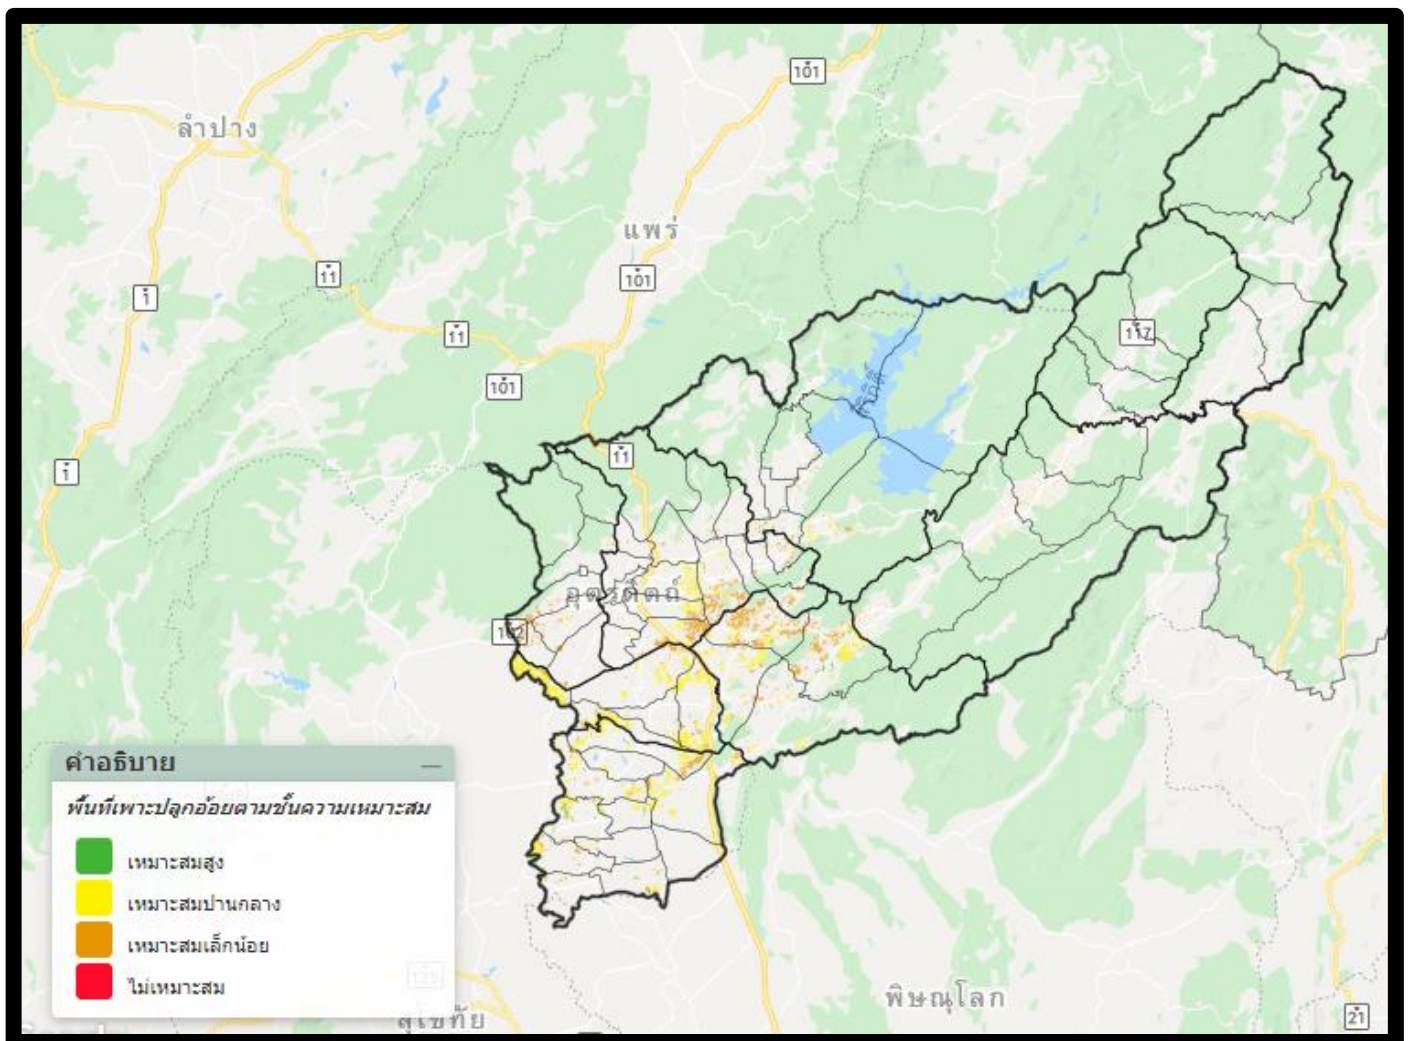 101
ลำปาง
แพร่
11
101
1
117
11
101
11
1
อุตรดิตถ์
102
คำอธิบาย
พื้นที่เพาะปลูกอ้อยตามชั้นความเหมาะสม
เหมาะสมสูง
เหมาะสมปานกลาง
เหมาะสมเล็กน้อย
ไม่เหมาะสม
พิษณุโลก
สุโขทัย
21